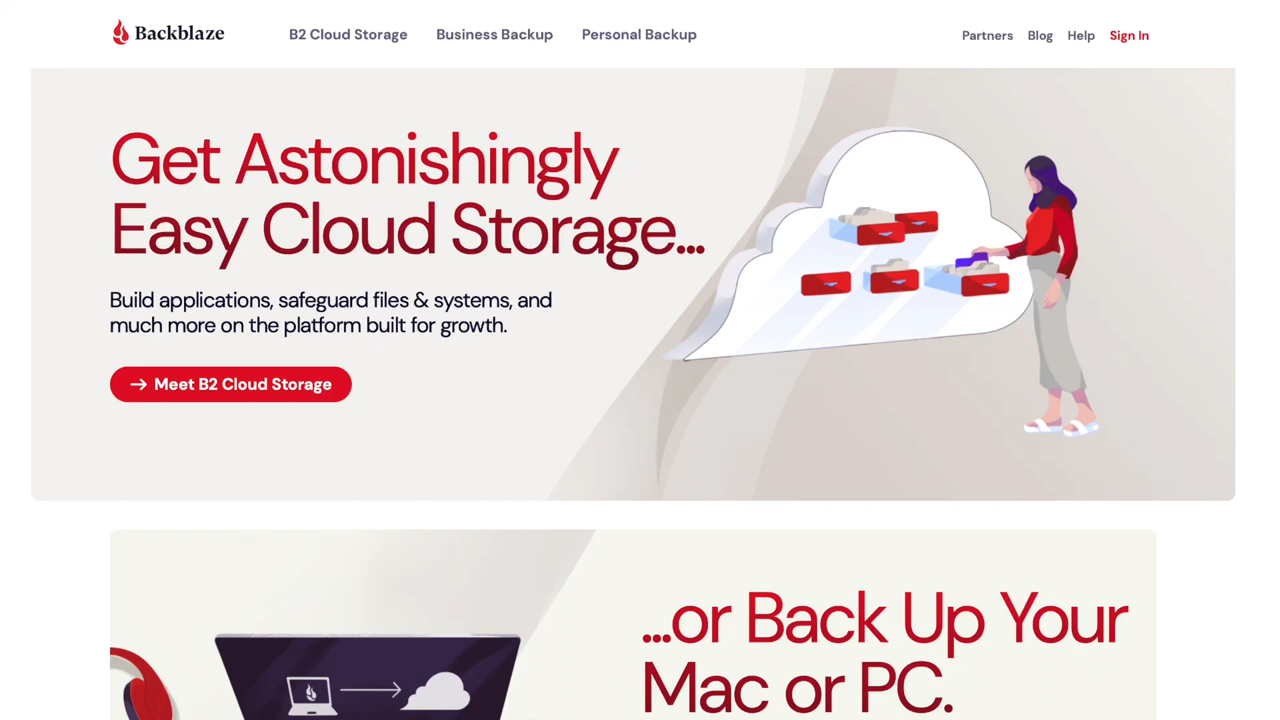 Backblaze
B2 Cloud Storage
Business Backup
Personal Backup
Partners
Blog
Help
Sign In
Get Astonishingly
Easy Cloud Storage...
Build applications, safeguard files & systems, and
much more on the platform built for growth.
→ Meet B2 Cloud Storage
...or Back Up Your
Mac or PC.